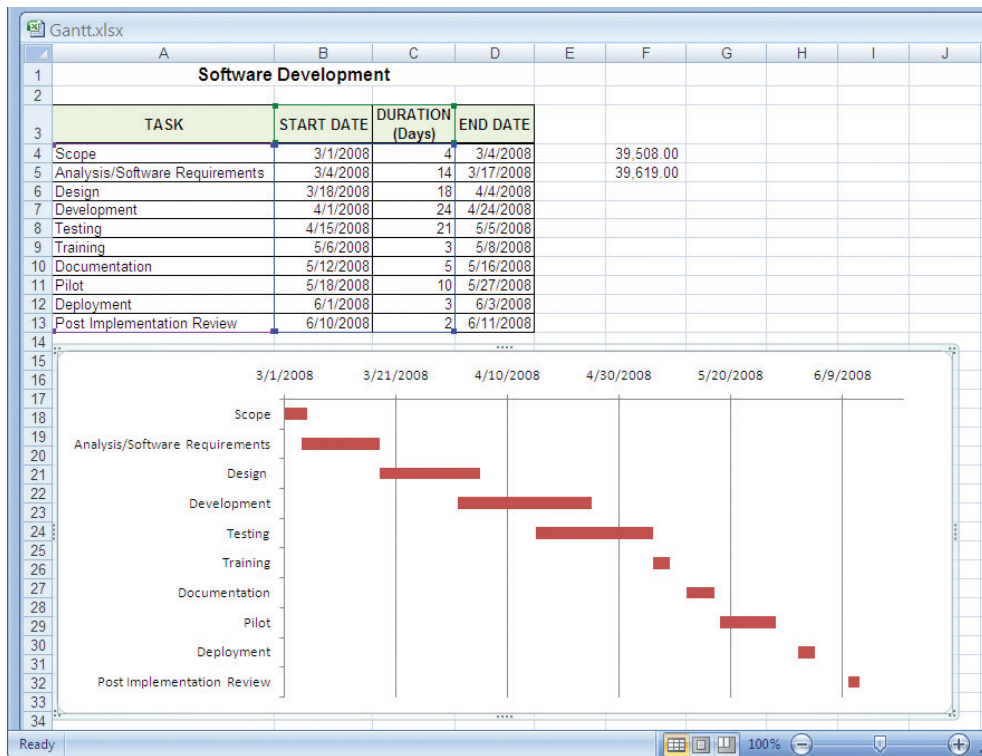 Gantt.xlsx
A B C D E F G H I J
1 Software Development
2
3 TASK START DATE DURATION (Days) END DATE
4 Scope 3/1/2008 4 3/4/2008 39,508.00
5 Analysis/Software Requirements 3/4/2008 14 3/17/2008 39,619.00
6 Design 3/18/2008 18 4/4/2008
7 Development 4/1/2008 24 4/24/2008
8 Testing 4/15/2008 21 5/5/2008
9 Training 5/6/2008 3 5/8/2008
10 Documentation 5/12/2008 5 5/16/2008
11 Pilot 5/18/2008 10 5/27/2008
12 Deployment 6/1/2008 3 6/3/2008
13 Post Implementation Review 6/10/2008 2 6/11/2008
14
15
16 3/1/2008 3/21/2008 4/10/2008 4/30/2008 5/20/2008 6/9/2008
17
18 Scope
19
20 Analysis/Software Requirements
21 Design
22
23 Development
24 Testing
25
26 Training
27 Documentation
28
29 Pilot
30 Deployment
31
32 Post Implementation Review
33
34
Ready 100%